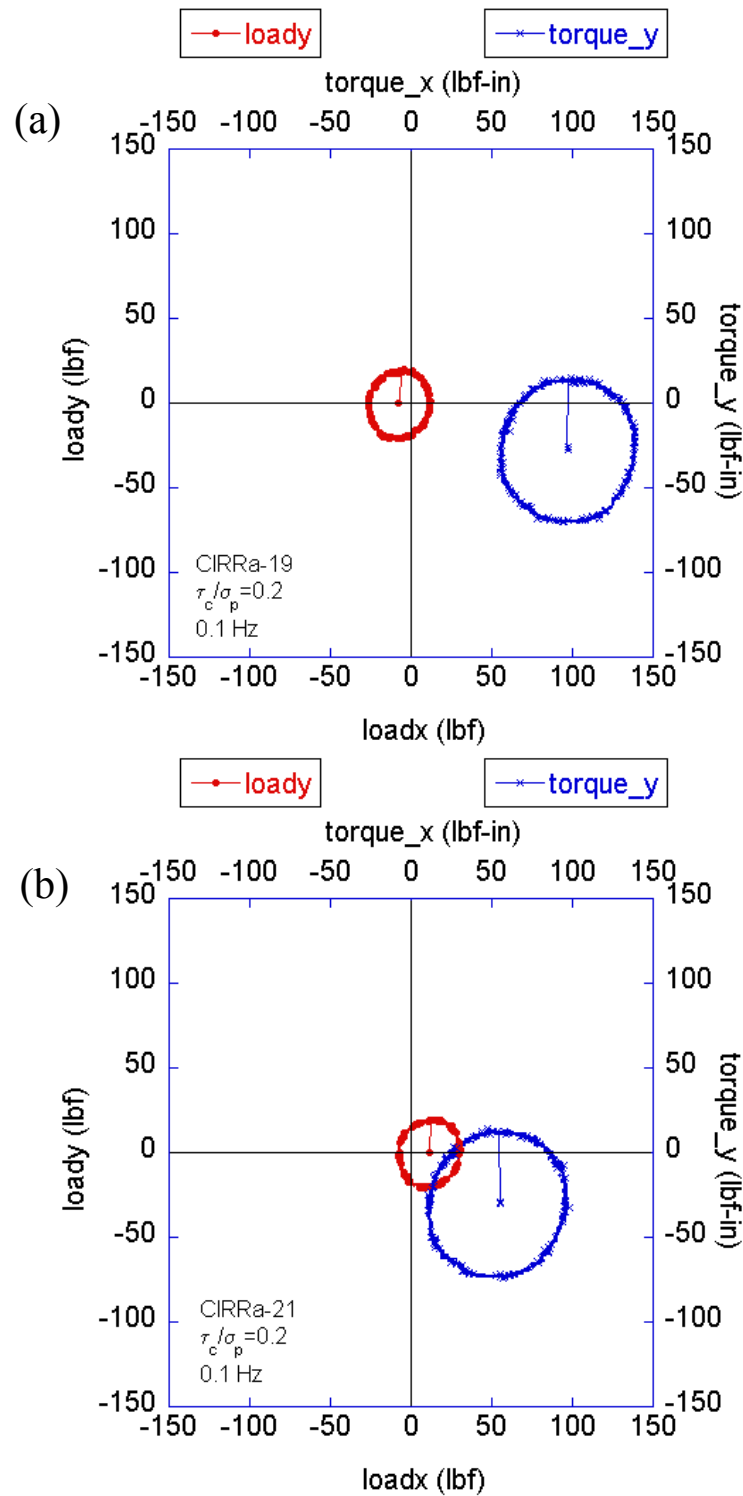 loady torque_y
torque_x (lbf-in)
(a)
-150 -100 -50 0 50 100 150
150 150
100 100
50 50
0 0
-50 -50
-100 -100
-150 -150
loady (lbf)
torque_y (lbf-in)
CIRRa-19
τc/σp=0.2
0.1 Hz
-150 -100 -50 0 50 100 150
loadx (lbf)
loady torque_y
torque_x (lbf-in)
(b)
-150 -100 -50 0 50 100 150
150 150
100 100
50 50
0 0
-50 -50
-100 -100
-150 -150
loady (lbf)
torque_y (lbf-in)
CIRRa-21
τc/σp=0.2
0.1 Hz
-150 -100 -50 0 50 100 150
loadx (lbf)